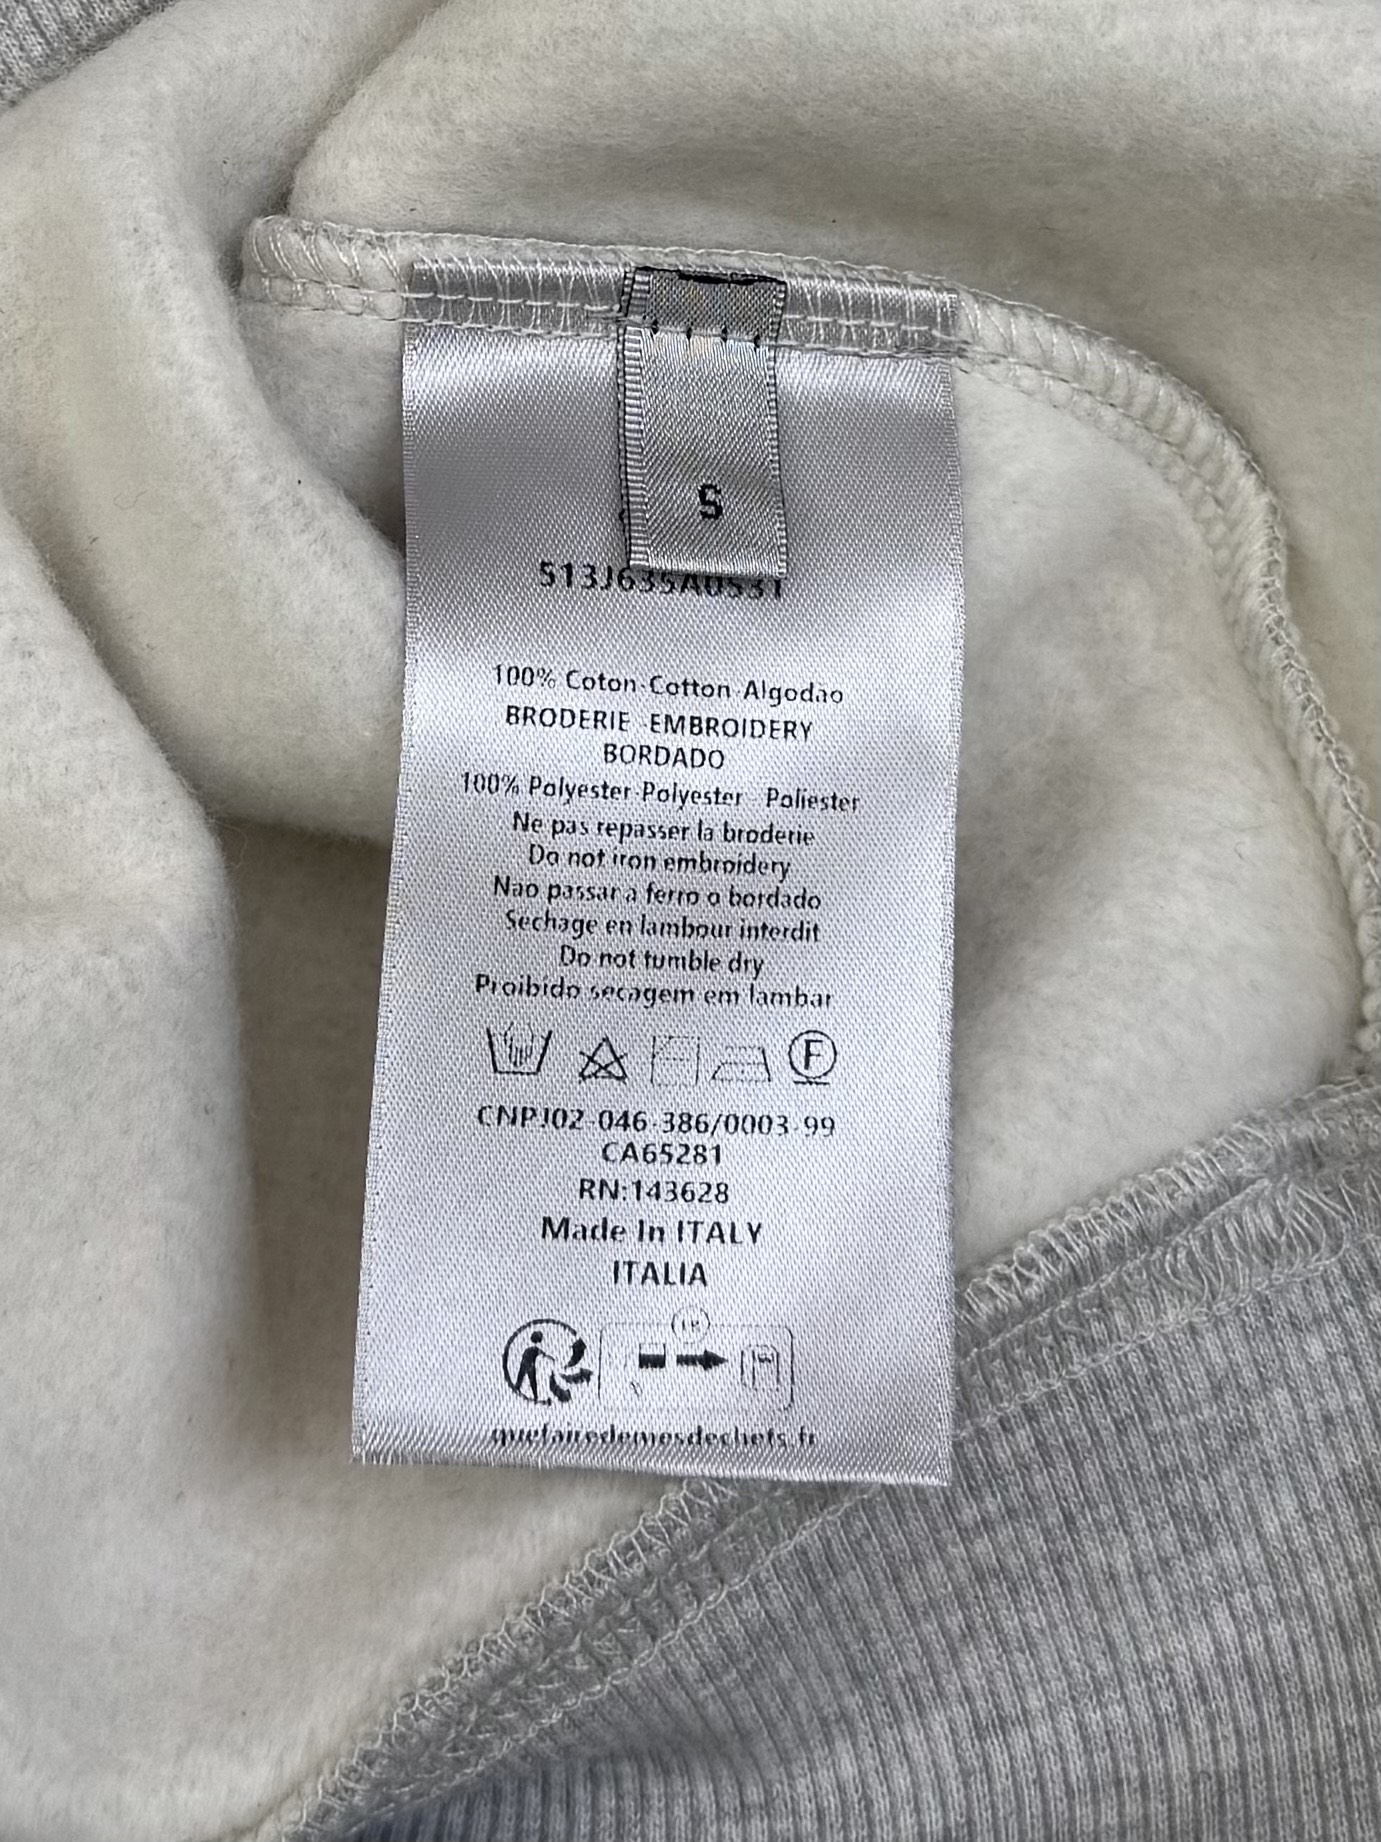 S
513J635A0531
100% Coton-Cotton-Algodao
BRODERIE EMBROIDERY
BORDADO
100% Polyester-Polyester Poliester
Ne pas repasser la broderie
Do not iron embroidery
Nao passar a ferro o bordado
Sechage en lambour interdit
Do not tumble dry
Proibido secagem em lambar
F
CNPJ02-046-386/0003-99
CA65281
RN:143628
Made In ITALY
ITALIA
quefairedemesdechets.fr